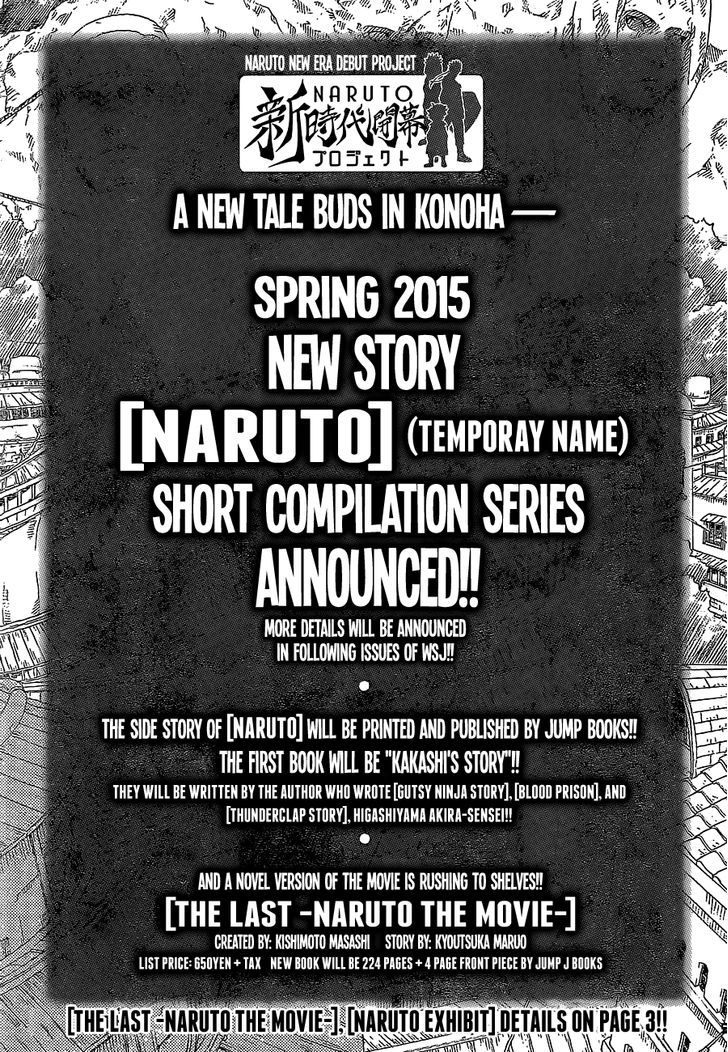 NARUTO NEW ERA DEBUT PROJECT
NARUTO
新時代開幕
プロジェクト
A NEW TALE BUDS IN KONOHA —
SPRING 2015
NEW STORY
[NARUTO] (TEMPORAY NAME)
SHORT COMPILATION SERIES
ANNOUNCED!!
MORE DETAILS WILL BE ANNOUNCED
IN FOLLOWING ISSUES OF WSJ!!
•
THE SIDE STORY OF [NARUTO] WILL BE PRINTED AND PUBLISHED BY JUMP BOOKS!!
THE FIRST BOOK WILL BE "KAKASHI'S STORY"!!
THEY WILL BE WRITTEN BY THE AUTHOR WHO WROTE [GUTSY NINJA STORY], [BLOOD PRISON], AND
[THUNDERCLAP STORY], HIGASHIYAMA AKIRA-SENSEI!!
•
AND A NOVEL VERSION OF THE MOVIE IS RUSHING TO SHELVES!!
[THE LAST -NARUTO THE MOVIE-]
CREATED BY: KISHIMOTO MASASHI STORY BY: KYOUTSUKA MARUO
LIST PRICE: 650YEN + TAX NEW BOOK WILL BE 224 PAGES + 4 PAGE FRONT PIECE BY JUMP J BOOKS
[THE LAST -NARUTO THE MOVIE-], [NARUTO EXHIBIT] DETAILS ON PAGE 3!!